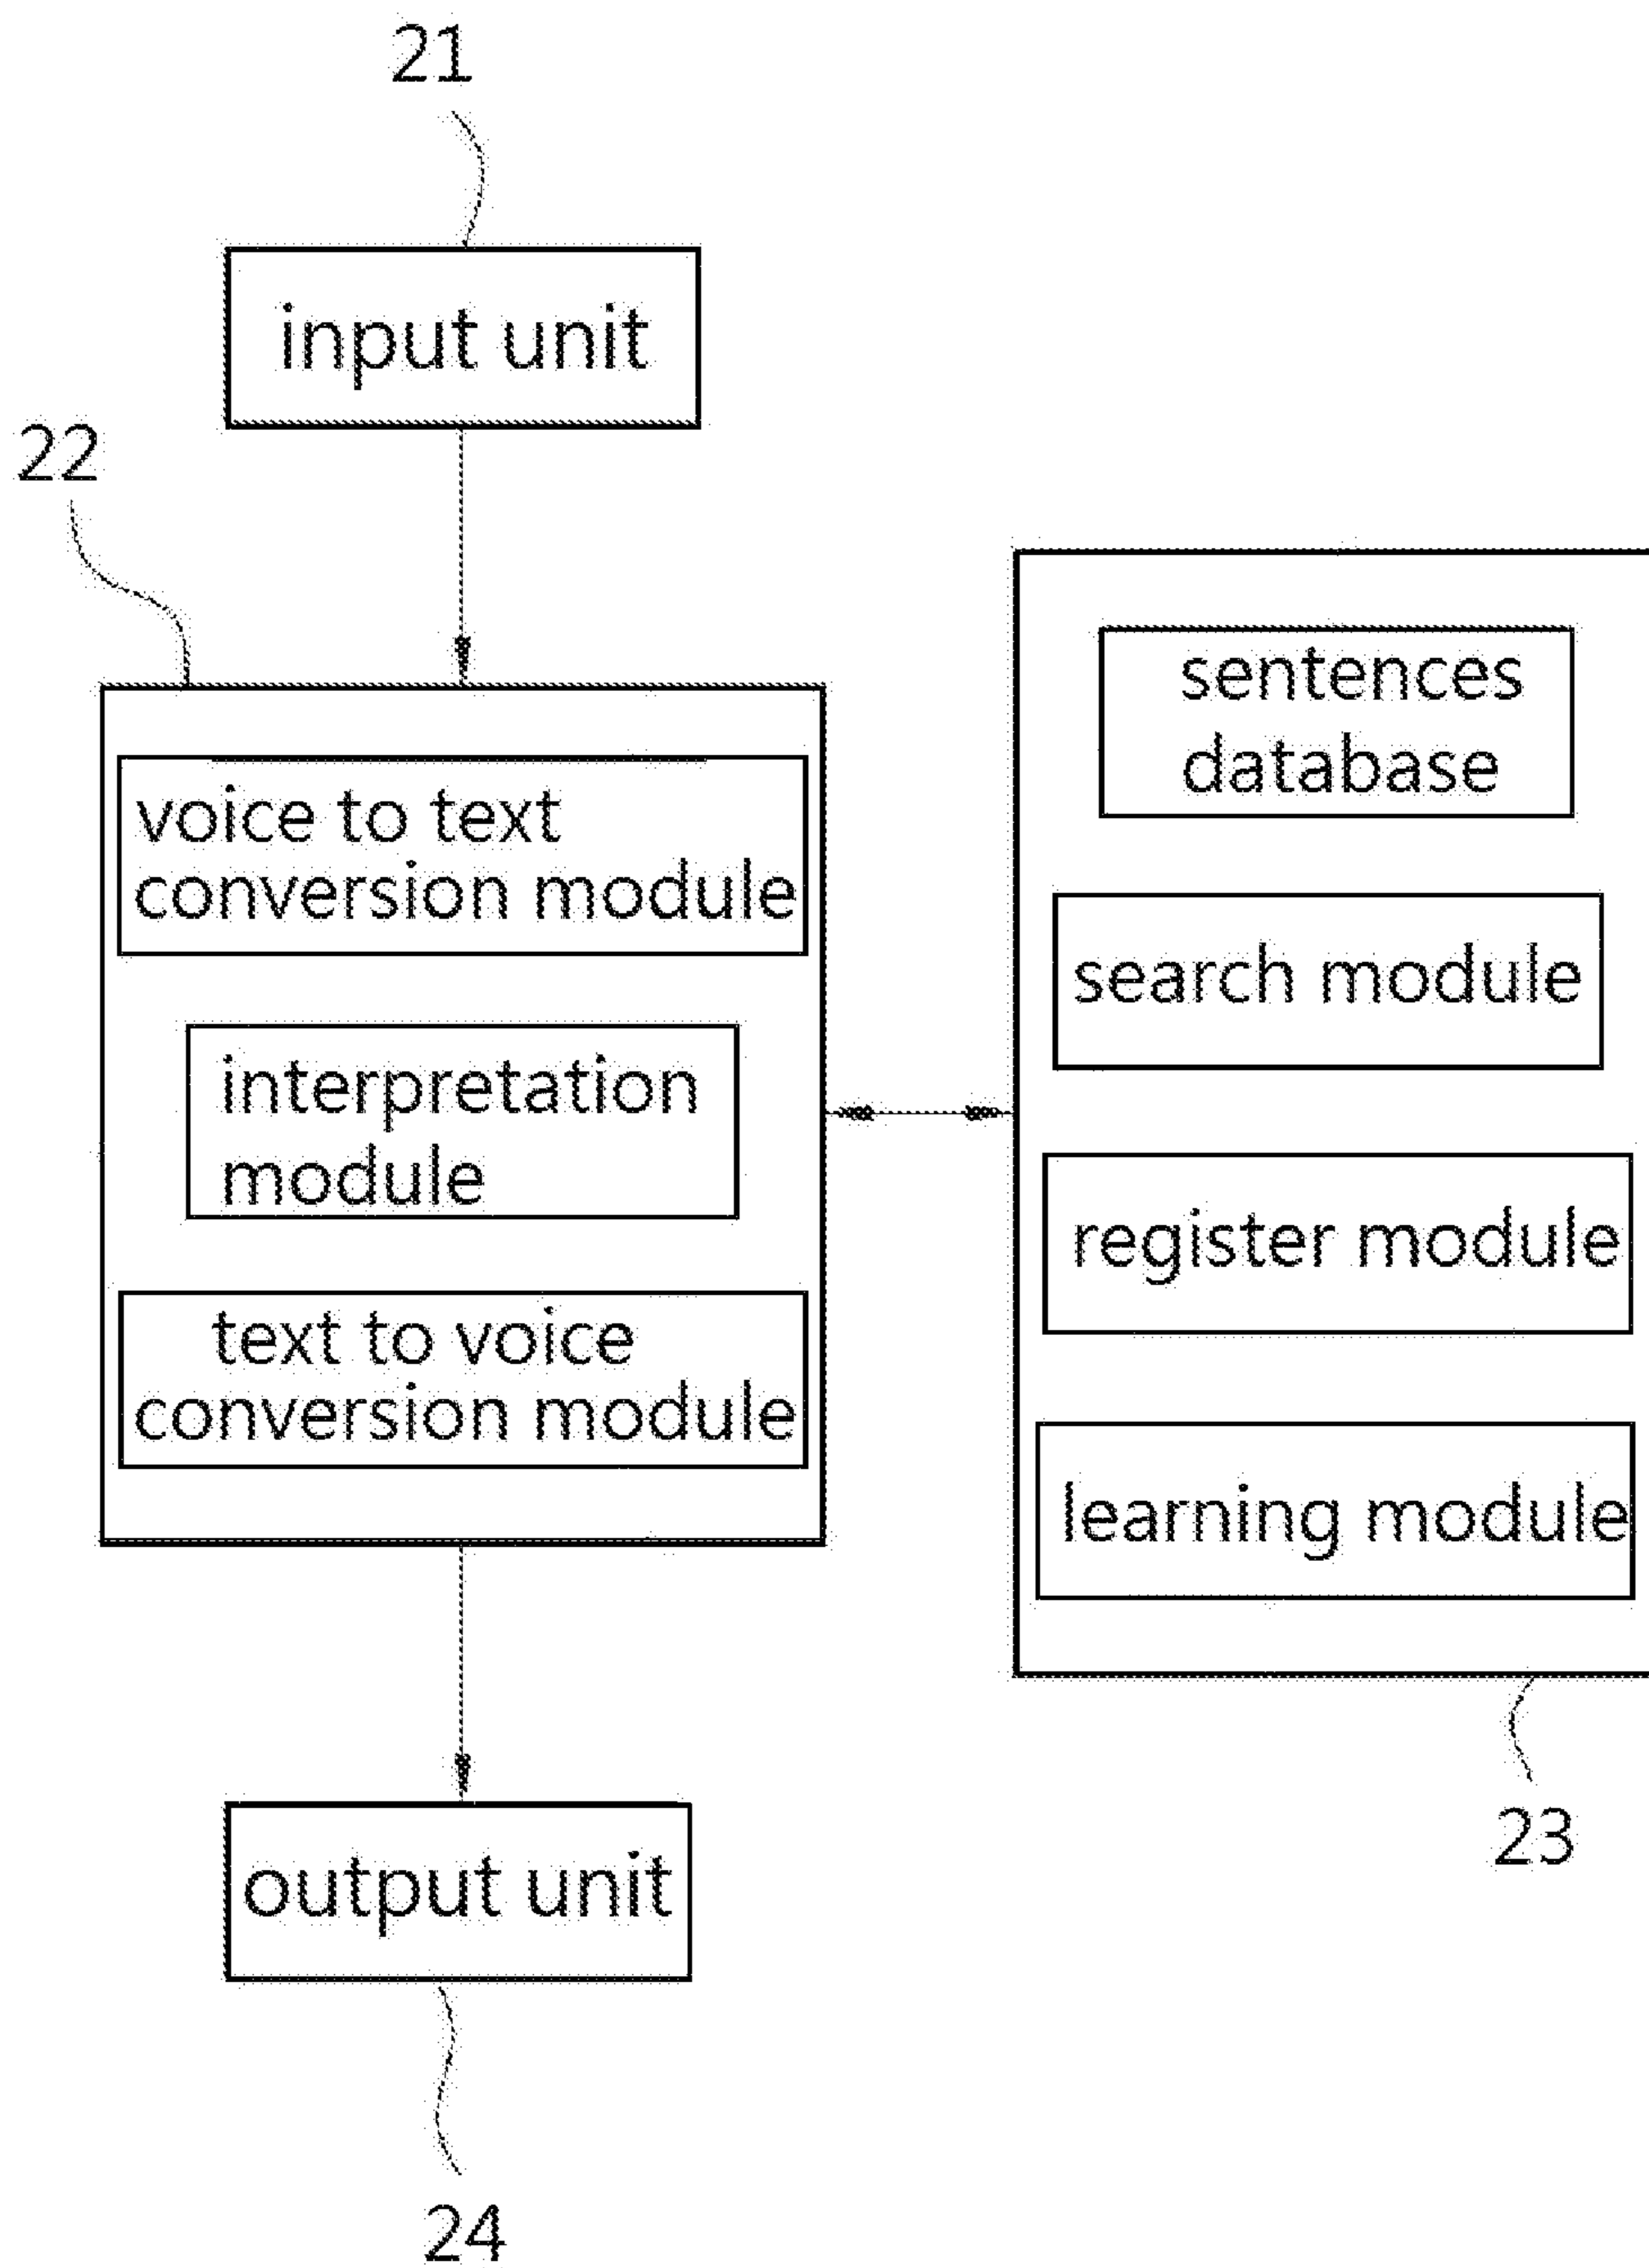 21
input unit
22
voice to text
conversion module
interpretation
module
text to voice
conversion module
sentences
database
search module
register module
learning module
23
output unit
24